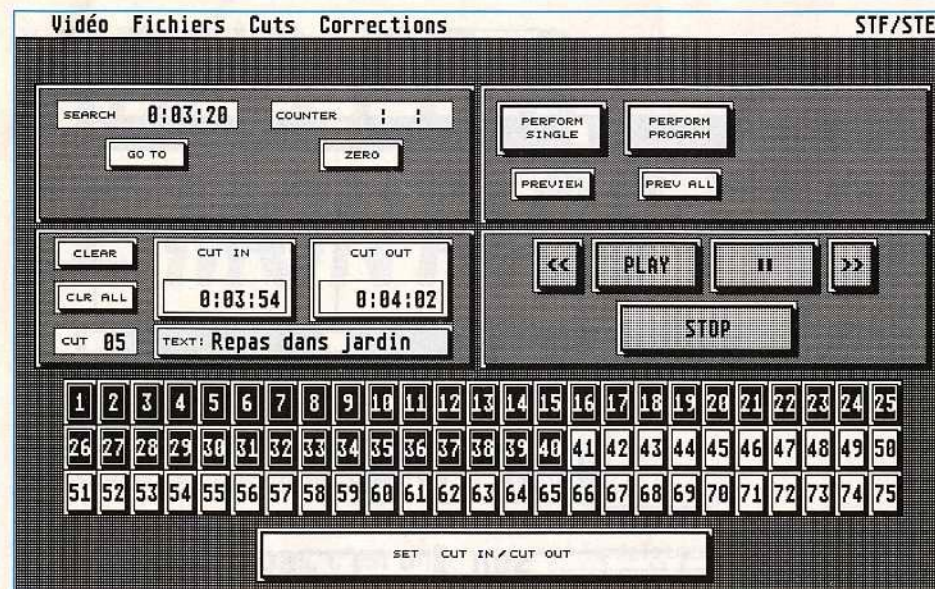 Vidéo Fichiers Cuts Corrections STF/STE
SEARCH 0:03:20
COUNTER : :
GO TO
ZERO
PERFORM SINGLE
PERFORM PROGRAM
PREVIEW
PREV ALL
CLEAR
CLR ALL
CUT 05
CUT IN
0:03:54
CUT OUT
0:04:02
TEXT: Repas dans jardin
<< PLAY II >>
STOP
1 2 3 4 5 6 7 8 9 10 11 12 13 14 15 16 17 18 19 20 21 22 23 24 25
26 27 28 29 30 31 32 33 34 35 36 37 38 39 40 41 42 43 44 45 46 47 48 49 50
51 52 53 54 55 56 57 58 59 60 61 62 63 64 65 66 67 68 69 70 71 72 73 74 75
SET CUT IN/CUT OUT